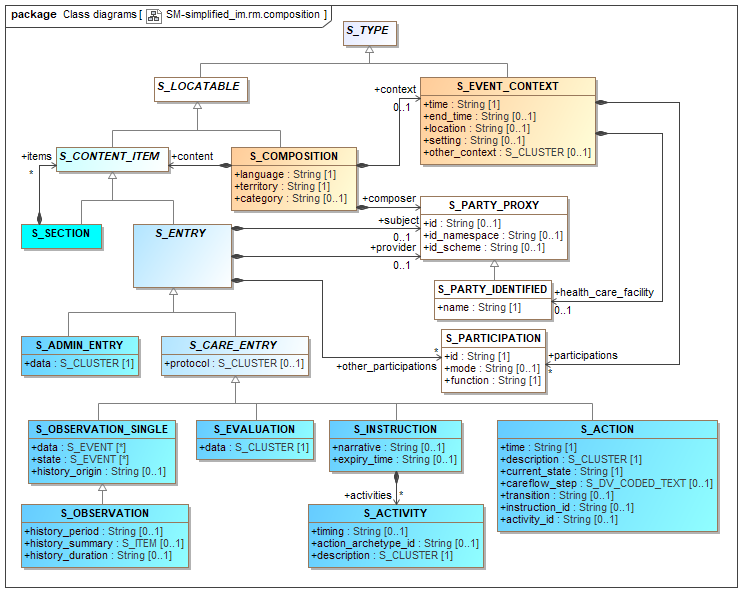 package Class diagrams [ SM-simplified_im.rm.composition ]
S_TYPE
S_LOCATABLE
S_EVENT_CONTEXT
+time : String [1]
+end_time : String [0..1]
+location : String [0..1]
+setting : String [0..1]
+other_context : S_CLUSTER [0..1]
+context
0..1
+items
*
S_CONTENT_ITEM
+content
S_COMPOSITION
+language : String [1]
+territory : String [1]
+category : String [0..1]
+composer
+subject
0..1
+provider
0..1
S_PARTY_PROXY
+id : String [0..1]
+id_namespace : String [0..1]
+id_scheme : String [0..1]
S_SECTION
S_ENTRY
S_PARTY_IDENTIFIED
+name : String [1]
+health_care_facility
0..1
S_ADMIN_ENTRY
+data : S_CLUSTER [1]
S_CARE_ENTRY
+protocol : S_CLUSTER [0..1]
*
+other_participations
S_PARTICIPATION
+id : String [1]
+mode : String [0..1]
+function : String [1]
+participations
*
S_OBSERVATION_SINGLE
+data : S_EVENT [*]
+state : S_EVENT [*]
+history_origin : String [0..1]
S_EVALUATION
+data : S_CLUSTER [1]
S_INSTRUCTION
+narrative : String [0..1]
+expiry_time : String [0..1]
S_ACTION
+time : String [1]
+description : S_CLUSTER [1]
+current_state : String [1]
+careflow_step : S_DV_CODED_TEXT [0..1]
+transition : String [0..1]
+instruction_id : String [0..1]
+activity_id : String [0..1]
+activities
*
S_OBSERVATION
+history_period : String [0..1]
+history_summary : S_ITEM [0..1]
+history_duration : String [0..1]
S_ACTIVITY
+timing : String [0..1]
+action_archetype_id : String [0..1]
+description : S_CLUSTER [1]